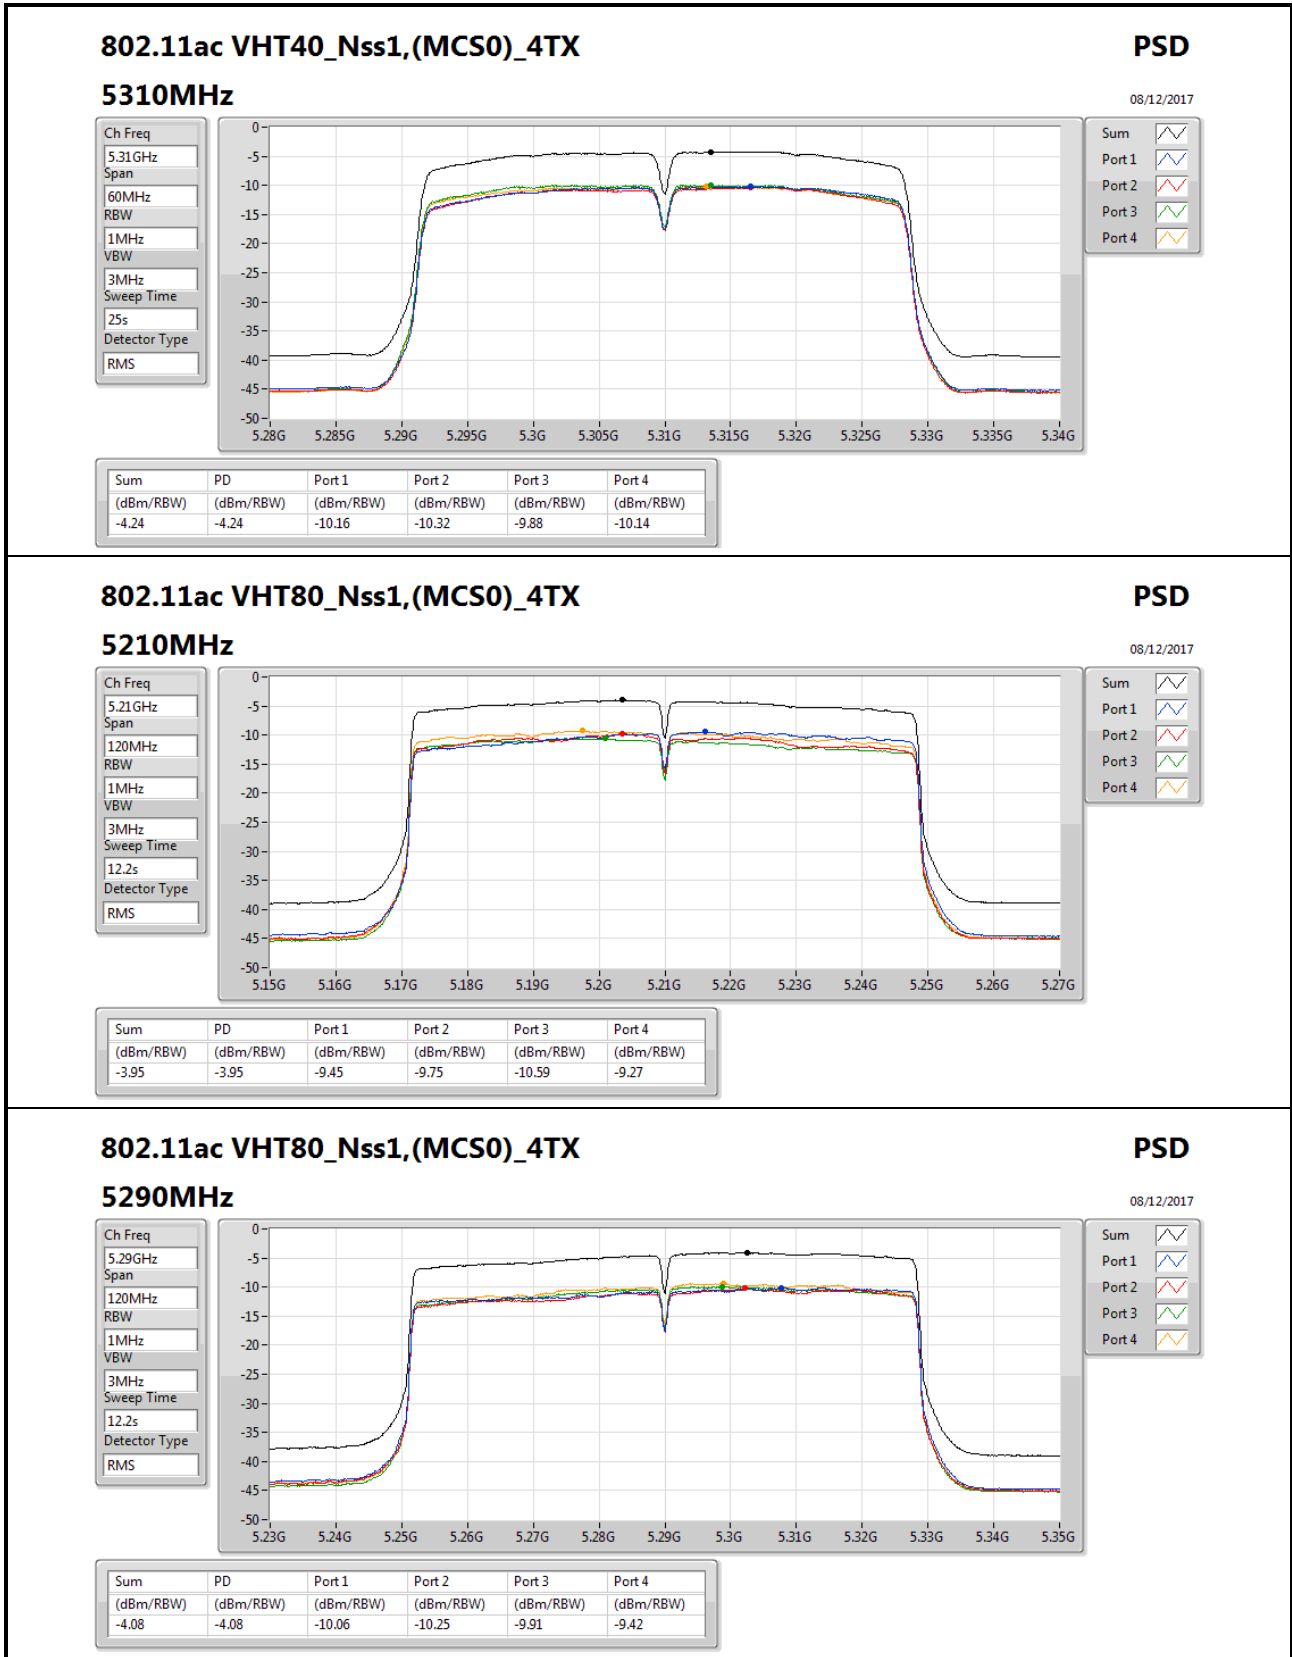 802.11ac VHT40_Nss1,(MCS0)_4TX PSD
5310MHz 08/12/2017
Ch Freq
5.31GHz
Span
60MHz
RBW
1MHz
VBW
3MHz
Sweep Time
25s
Detector Type
RMS
0
-5
-10
-15
-20
-25
-30
-35
-40
-45
-50
5.28G 5.285G 5.29G 5.295G 5.3G 5.305G 5.31G 5.315G 5.32G 5.325G 5.33G 5.335G 5.34G
Sum
Port 1
Port 2
Port 3
Port 4
Sum PD Port 1 Port 2 Port 3 Port 4
(dBm/RBW) (dBm/RBW) (dBm/RBW) (dBm/RBW) (dBm/RBW) (dBm/RBW)
-4.24 -4.24 -10.16 -10.32 -9.88 -10.14
802.11ac VHT80_Nss1,(MCS0)_4TX PSD
5210MHz 08/12/2017
Ch Freq
5.21GHz
Span
120MHz
RBW
1MHz
VBW
3MHz
Sweep Time
12.2s
Detector Type
RMS
0
-5
-10
-15
-20
-25
-30
-35
-40
-45
-50
5.15G 5.16G 5.17G 5.18G 5.19G 5.2G 5.21G 5.22G 5.23G 5.24G 5.25G 5.26G 5.27G
Sum
Port 1
Port 2
Port 3
Port 4
Sum PD Port 1 Port 2 Port 3 Port 4
(dBm/RBW) (dBm/RBW) (dBm/RBW) (dBm/RBW) (dBm/RBW) (dBm/RBW)
-3.95 -3.95 -9.45 -9.75 -10.59 -9.27
802.11ac VHT80_Nss1,(MCS0)_4TX PSD
5290MHz 08/12/2017
Ch Freq
5.29GHz
Span
120MHz
RBW
1MHz
VBW
3MHz
Sweep Time
12.2s
Detector Type
RMS
0
-5
-10
-15
-20
-25
-30
-35
-40
-45
-50
5.23G 5.24G 5.25G 5.26G 5.27G 5.28G 5.29G 5.3G 5.31G 5.32G 5.33G 5.34G 5.35G
Sum
Port 1
Port 2
Port 3
Port 4
Sum PD Port 1 Port 2 Port 3 Port 4
(dBm/RBW) (dBm/RBW) (dBm/RBW) (dBm/RBW) (dBm/RBW) (dBm/RBW)
-4.08 -4.08 -10.06 -10.25 -9.91 -9.42